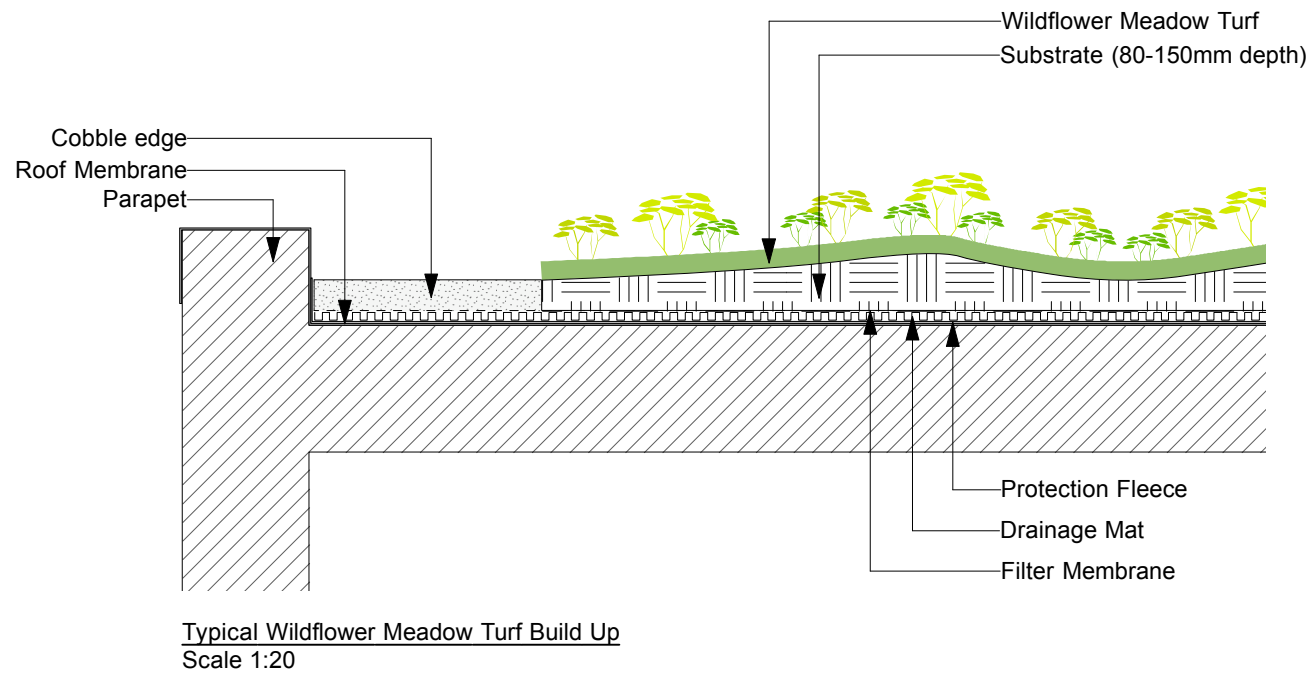 Wildflower Meadow Turf
Substrate (80-150mm depth)
Cobble edge
Roof Membrane
Parapet
Protection Fleece
Drainage Mat
Filter Membrane
Typical Wildflower Meadow Turf Build Up
Scale 1:20